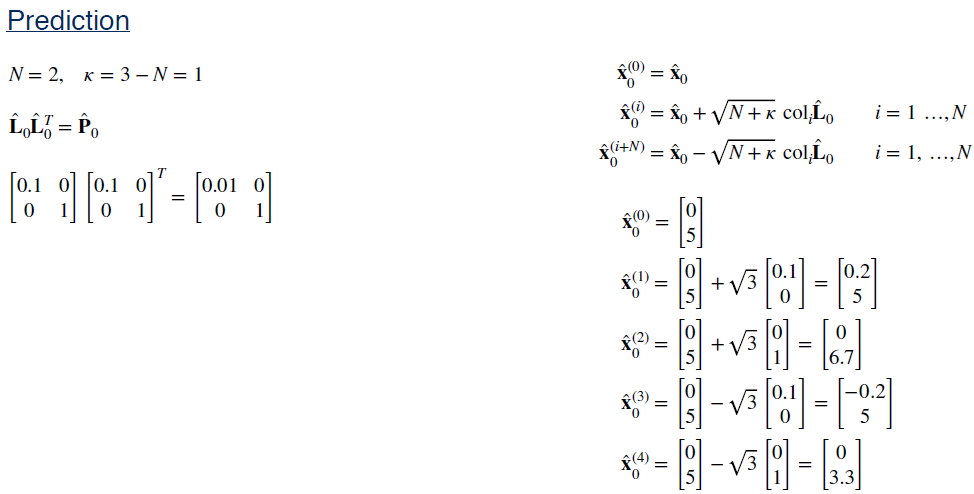 Prediction
N = 2, κ = 3 − N = 1
L̂₀L̂₀ᵀ = P̂₀
[0.1 0; 0 1] [0.1 0; 0 1]ᵀ = [0.01 0; 0 1]
x̂₀⁽⁰⁾ = x̂₀
x̂₀⁽ⁱ⁾ = x̂₀ + √(N + κ) colᵢL̂₀ i = 1 …, N
x̂₀⁽ⁱ⁺ᴺ⁾ = x̂₀ − √(N + κ) colᵢL̂₀ i = 1, …, N
x̂₀⁽⁰⁾ = [0; 5]
x̂₀⁽¹⁾ = [0; 5] + √3 [0.1; 0] = [0.2; 5]
x̂₀⁽²⁾ = [0; 5] + √3 [0; 1] = [0; 6.7]
x̂₀⁽³⁾ = [0; 5] − √3 [0.1; 0] = [−0.2; 5]
x̂₀⁽⁴⁾ = [0; 5] − √3 [0; 1] = [0; 3.3]